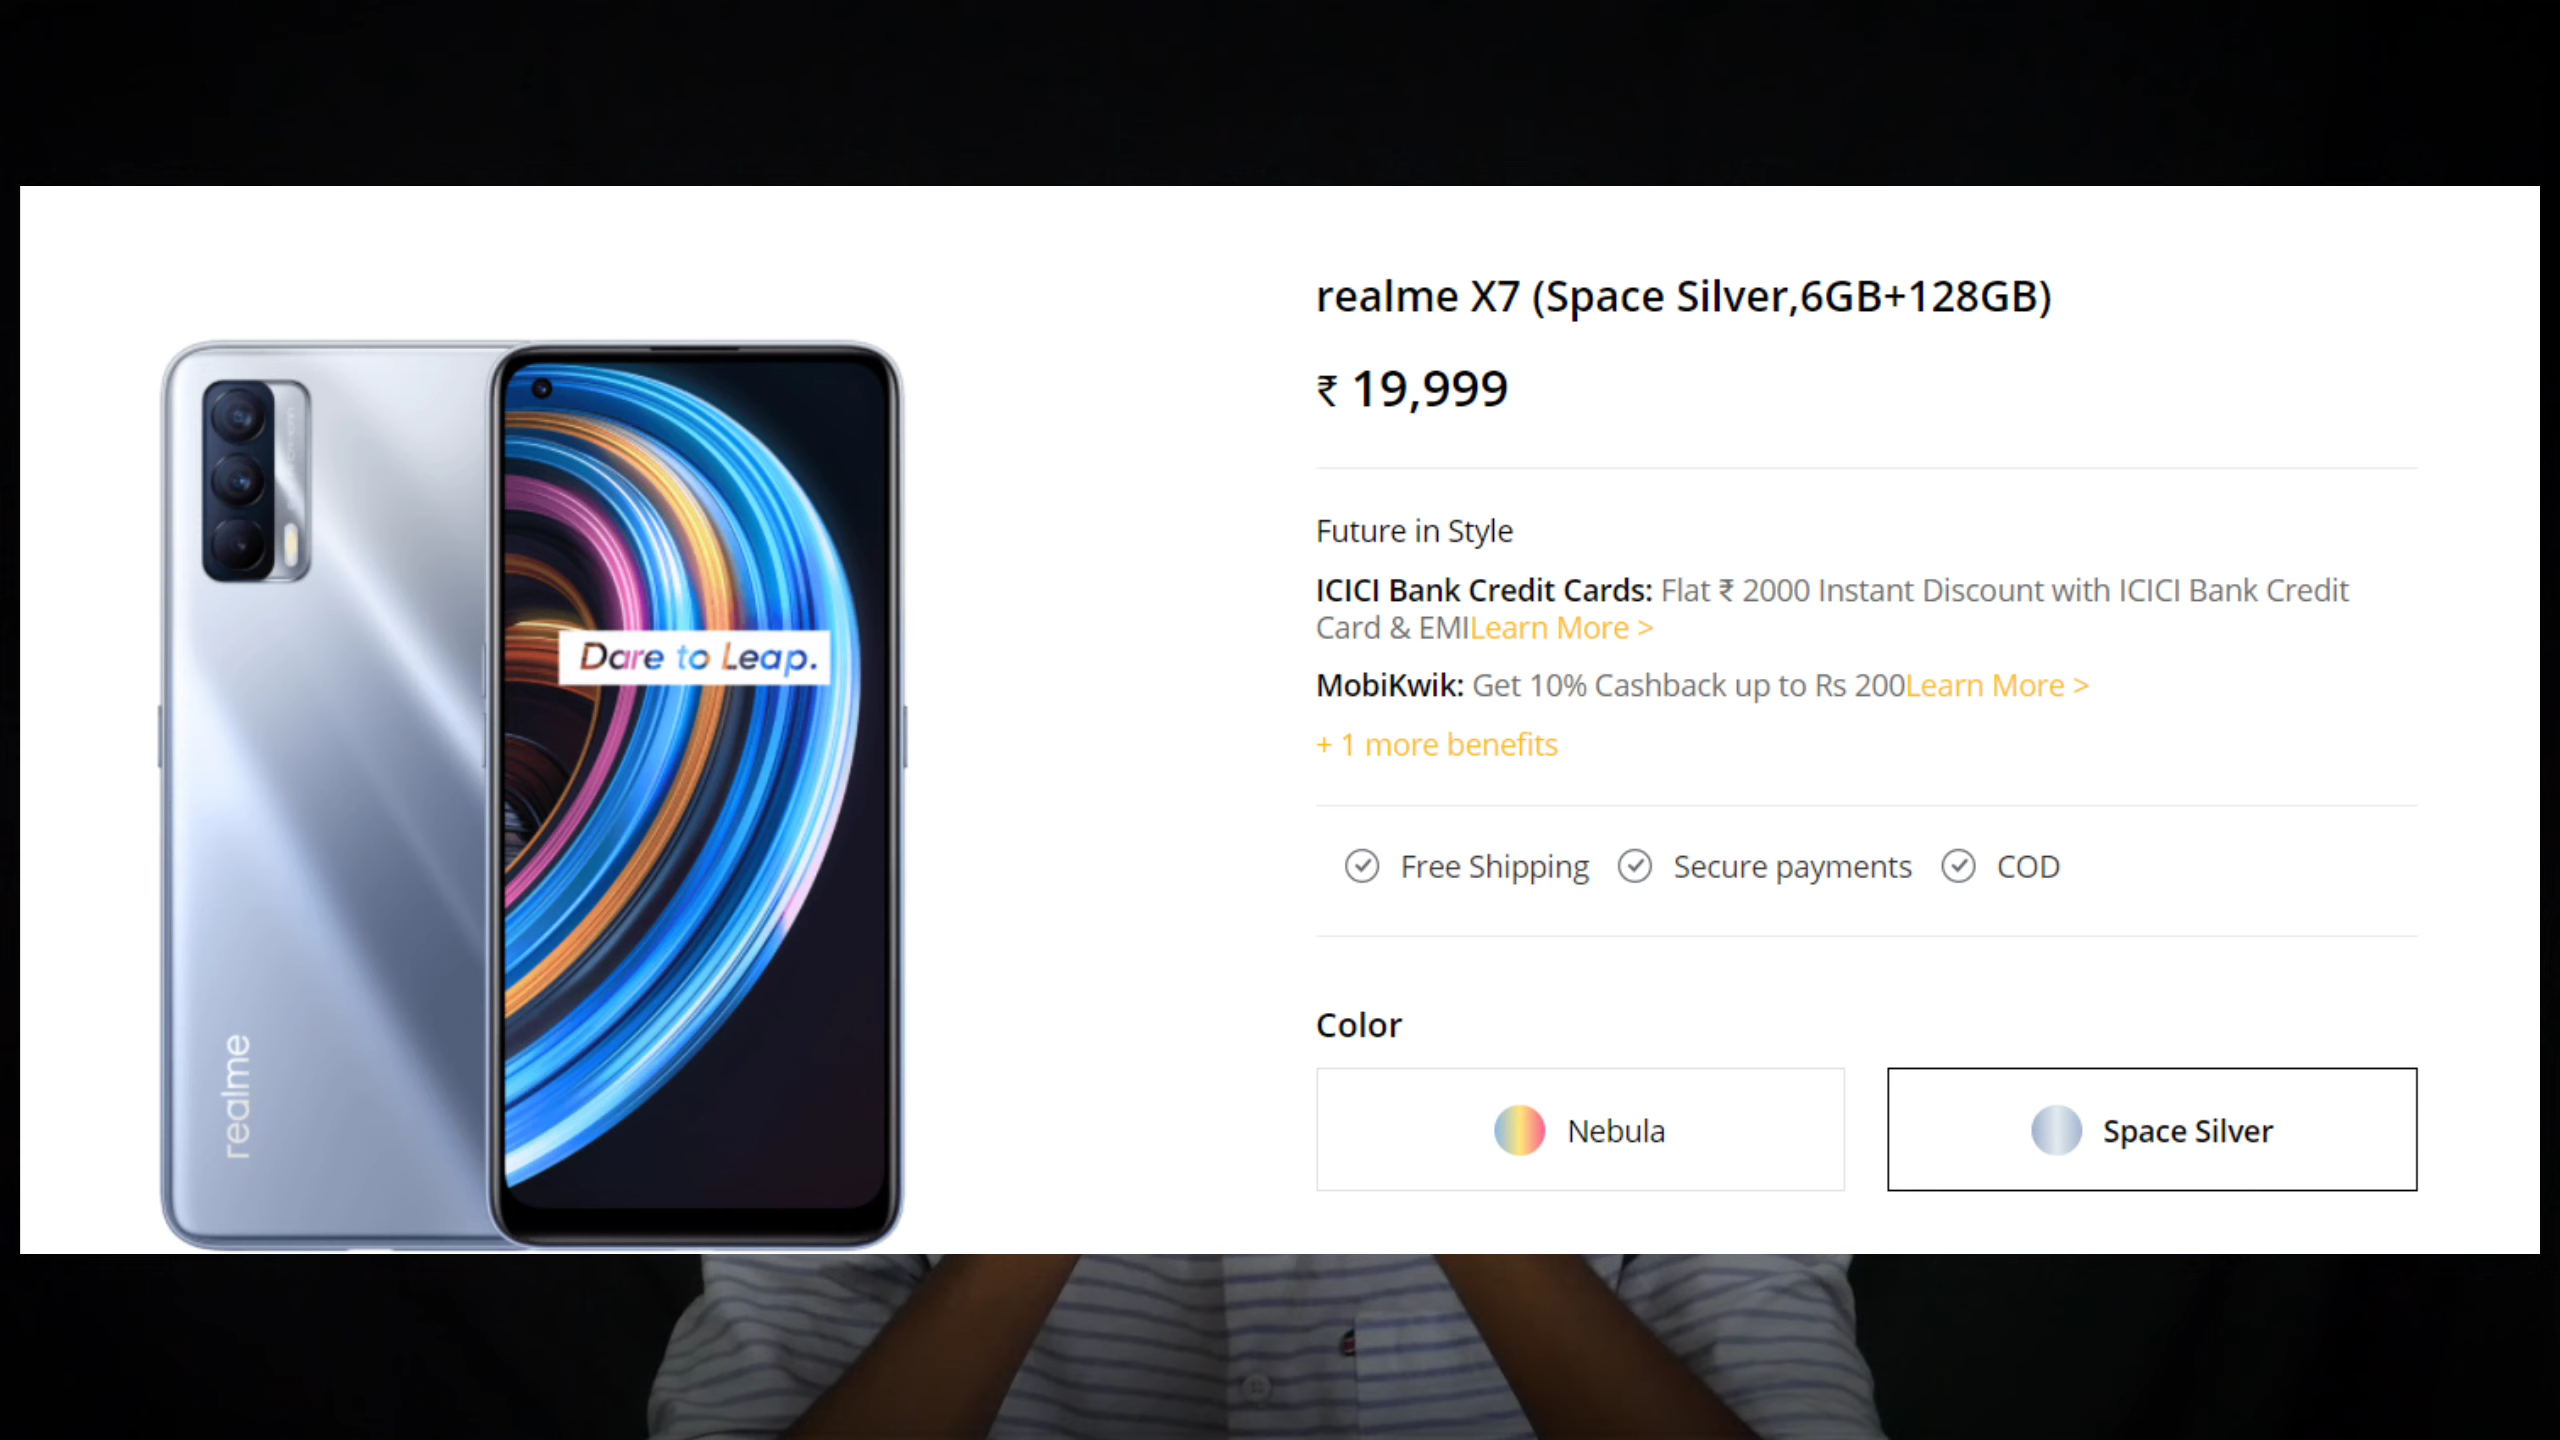 realme X7 (Space Silver,6GB+128GB)
₹ 19,999
Future in Style
ICICI Bank Credit Cards: Flat ₹ 2000 Instant Discount with ICICI Bank Credit
Card & EMILearn More >
MobiKwik: Get 10% Cashback up to Rs 200Learn More >
+ 1 more benefits
Free Shipping Secure payments COD
Color
Nebula Space Silver
Dare to Leap.
realme